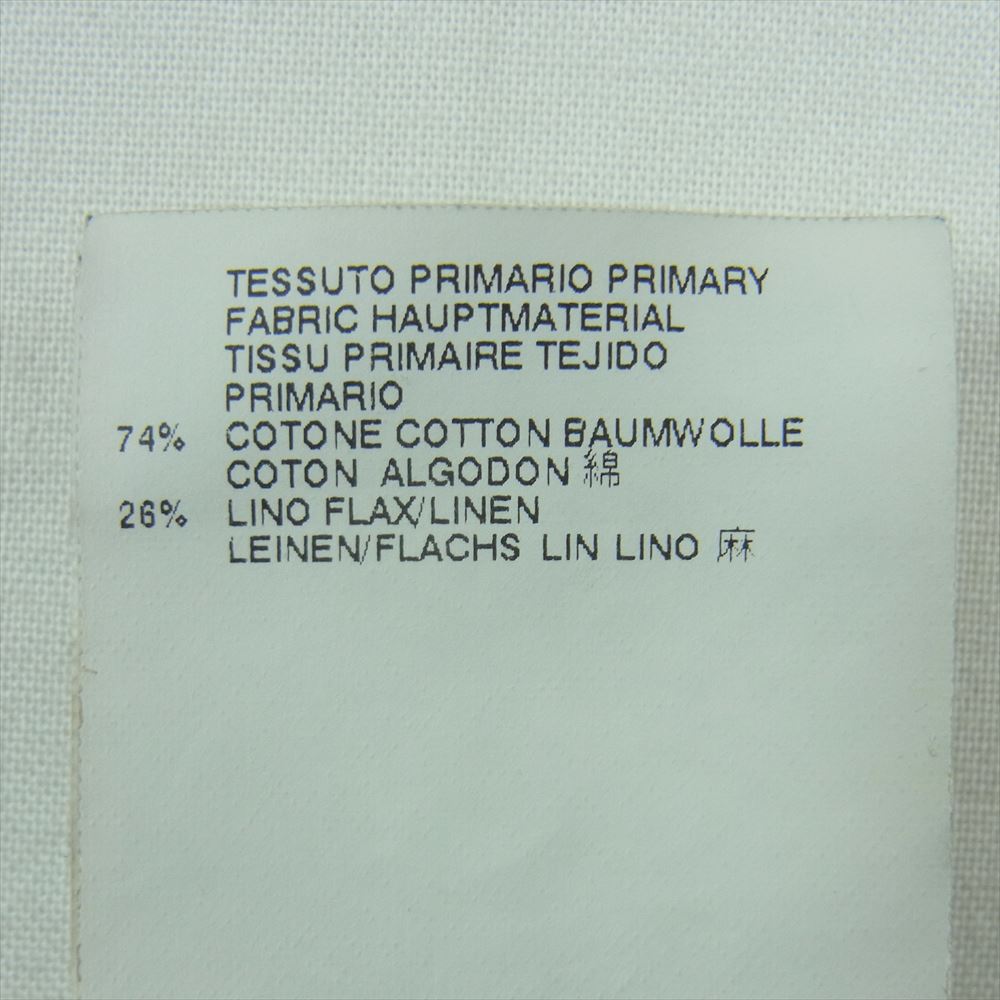 TESSUTO PRIMARIO PRIMARY
FABRIC HAUPTMATERIAL
TISSU PRIMAIRE TEJIDO
PRIMARIO
74% COTONE COTTON BAUMWOLLE
COTON ALGODON 綿
26% LINO FLAX/LINEN
LEINEN/FLACHS LIN LINO 麻